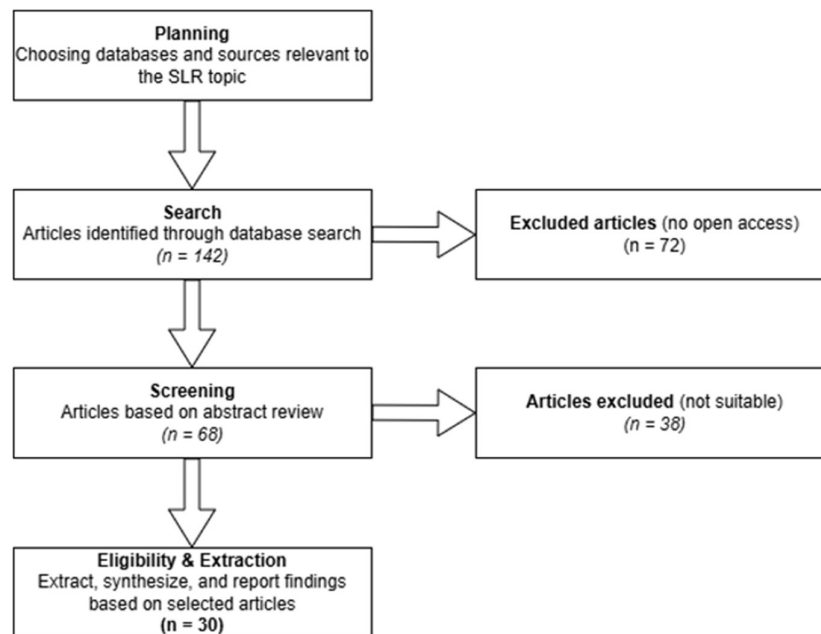 Planning
Choosing databases and sources relevant to
the SLR topic
Search
Articles identified through database search
(n = 142)
Excluded articles (no open access)
(n = 72)
Screening
Articles based on abstract review
(n = 68)
Articles excluded (not suitable)
(n = 38)
Eligibility & Extraction
Extract, synthesize, and report findings
based on selected articles
(n = 30)